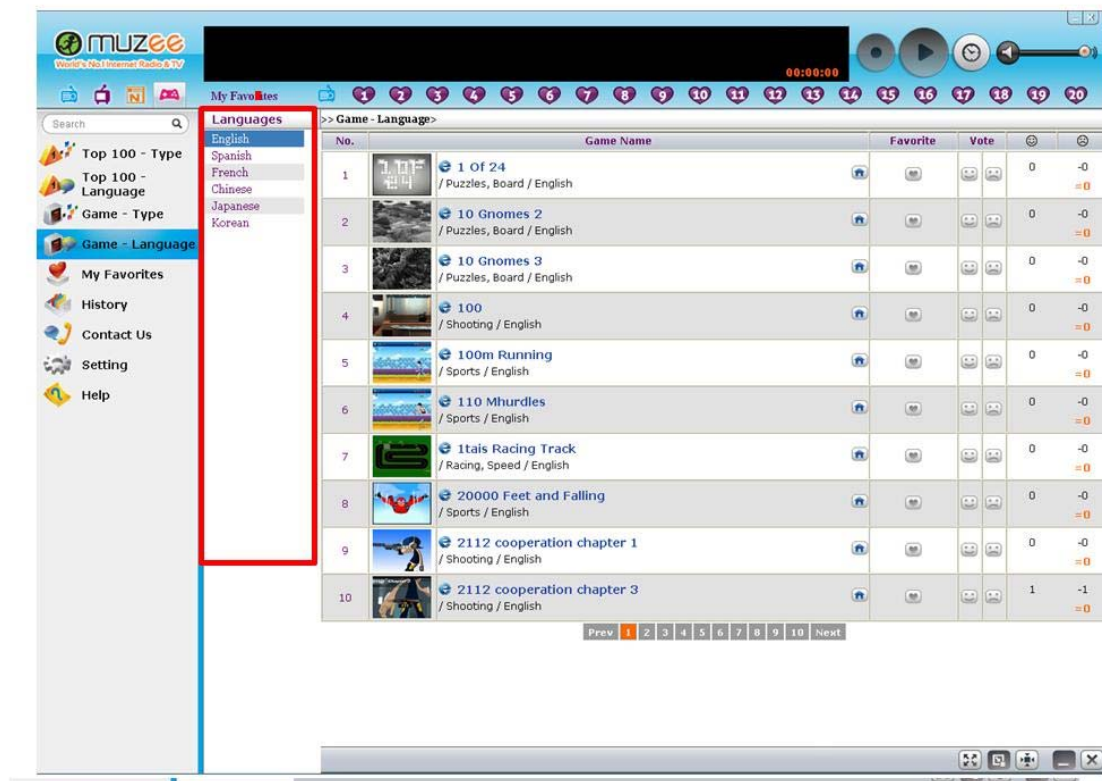 muzee
World's No.1 Internet Radio & TV
00:00:00
My Favorites
1 2 3 4 5 6 7 8 9 10 11 12 13 14 15 16 17 18 19 20
Search
Top 100 - Type
Top 100 -
Language
Game - Type
Game - Language
My Favorites
History
Contact Us
Setting
Help
Languages
English
Spanish
French
Chinese
Japanese
Korean
>> Game - Language>
No. Game Name Favorite Vote
1 1 Of 24 0 -0
/ Puzzles, Board / English =0
2 10 Gnomes 2 0 -0
/ Puzzles, Board / English =0
3 10 Gnomes 3 0 -0
/ Puzzles, Board / English =0
4 100 0 -0
/ Shooting / English =0
5 100m Running 0 -0
/ Sports / English =0
6 110 Mhurdles 0 -0
/ Sports / English =0
7 1tais Racing Track 0 -0
/ Racing, Speed / English =0
8 20000 Feet and Falling 0 -0
/ Sports / English =0
9 2112 cooperation chapter 1 0 -0
/ Shooting / English =0
10 2112 cooperation chapter 3 1 -1
/ Shooting / English =0
Prev 1 2 3 4 5 6 7 8 9 10 Next